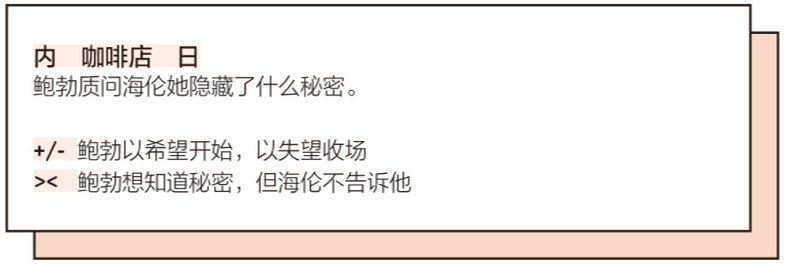 内　咖啡店　日
鲍勃质问海伦她隐藏了什么秘密。
+/- 鲍勃以希望开始，以失望收场
>< 鲍勃想知道秘密，但海伦不告诉他